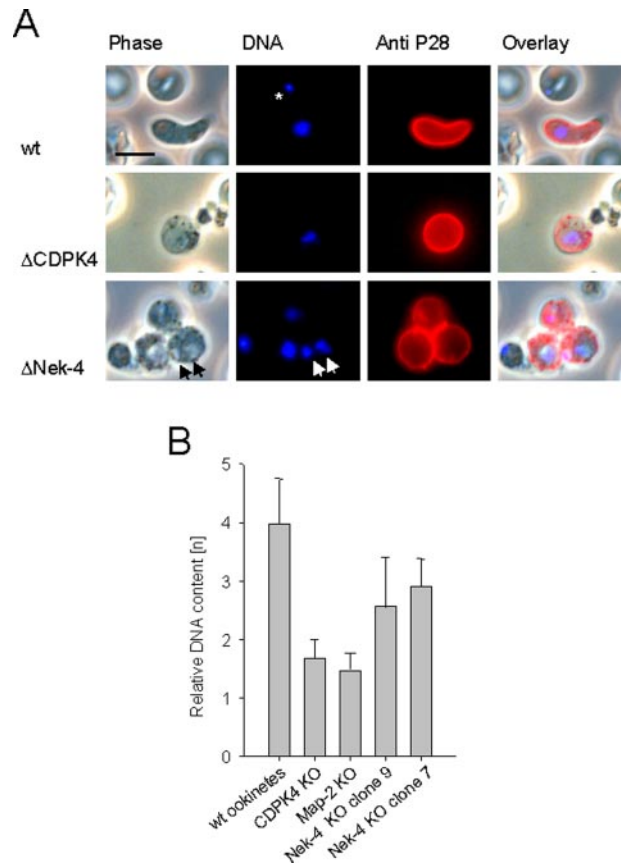 A
Phase DNA Anti P28 Overlay
*
wt
ΔCDPK4
ΔNek-4
B
5
4
3
2
1
0
Relative DNA content [n]
wt ookinetes
CDPK4 KO
Map-2 KO
Nek-4 KO clone 9
Nek-4 KO clone 7